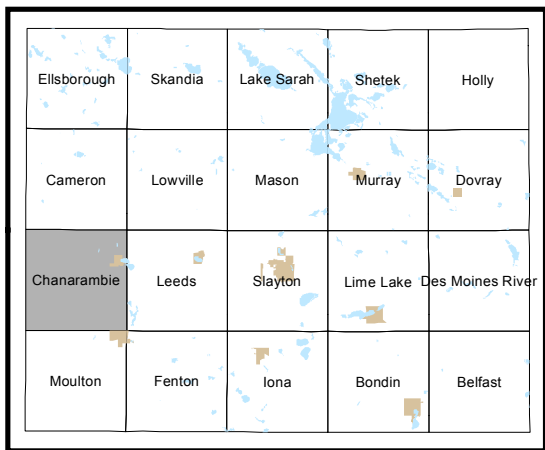 Ellsborough
Skandia
Lake Sarah
Shetek
Holly
Cameron
Lowville
Mason
Murray
Dovray
Chanarambie
Leeds
Slayton
Lime Lake
Des Moines River
Moulton
Fenton
Iona
Bondin
Belfast